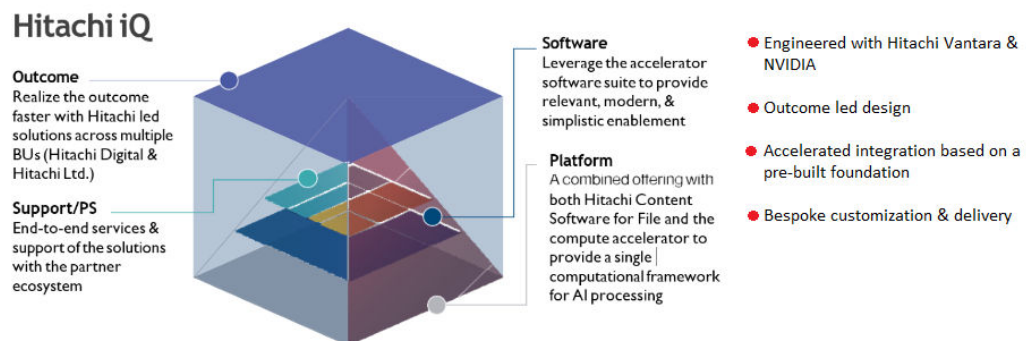 Hitachi iQ
Outcome
Realize the outcome
faster with Hitachi led
solutions across multiple
BUs (Hitachi Digital &
Hitachi Ltd.)
Support/PS
End-to-end services &
support of the solutions
with the partner
ecosystem
Software
Leverage the accelerator
software suite to provide
relevant, modern, &
simplistic enablement
Platform
A combined offering with
both Hitachi Content
Software for File and the
compute accelerator to
provide a single
computational framework
for AI processing
Engineered with Hitachi Vantara &
NVIDIA
Outcome led design
Accelerated integration based on a
pre-built foundation
Bespoke customization & delivery